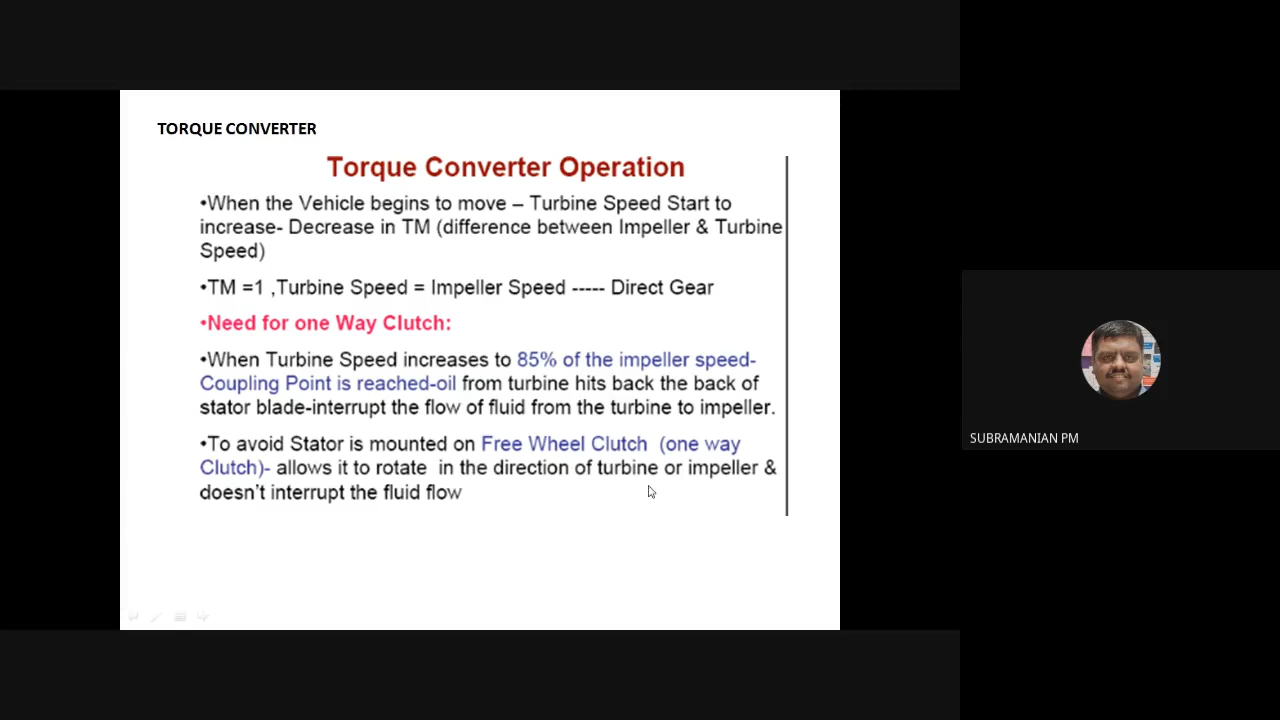 TORQUE CONVERTER
Torque Converter Operation
•When the Vehicle begins to move – Turbine Speed Start to
increase- Decrease in TM (difference between Impeller & Turbine
Speed)
•TM =1 ,Turbine Speed = Impeller Speed ----- Direct Gear
•Need for one Way Clutch:
•When Turbine Speed increases to 85% of the impeller speed-
Coupling Point is reached-oil from turbine hits back the back of
stator blade-interrupt the flow of fluid from the turbine to impeller.
•To avoid Stator is mounted on Free Wheel Clutch (one way
Clutch)- allows it to rotate in the direction of turbine or impeller &
doesn't interrupt the fluid flow
SUBRAMANIAN PM